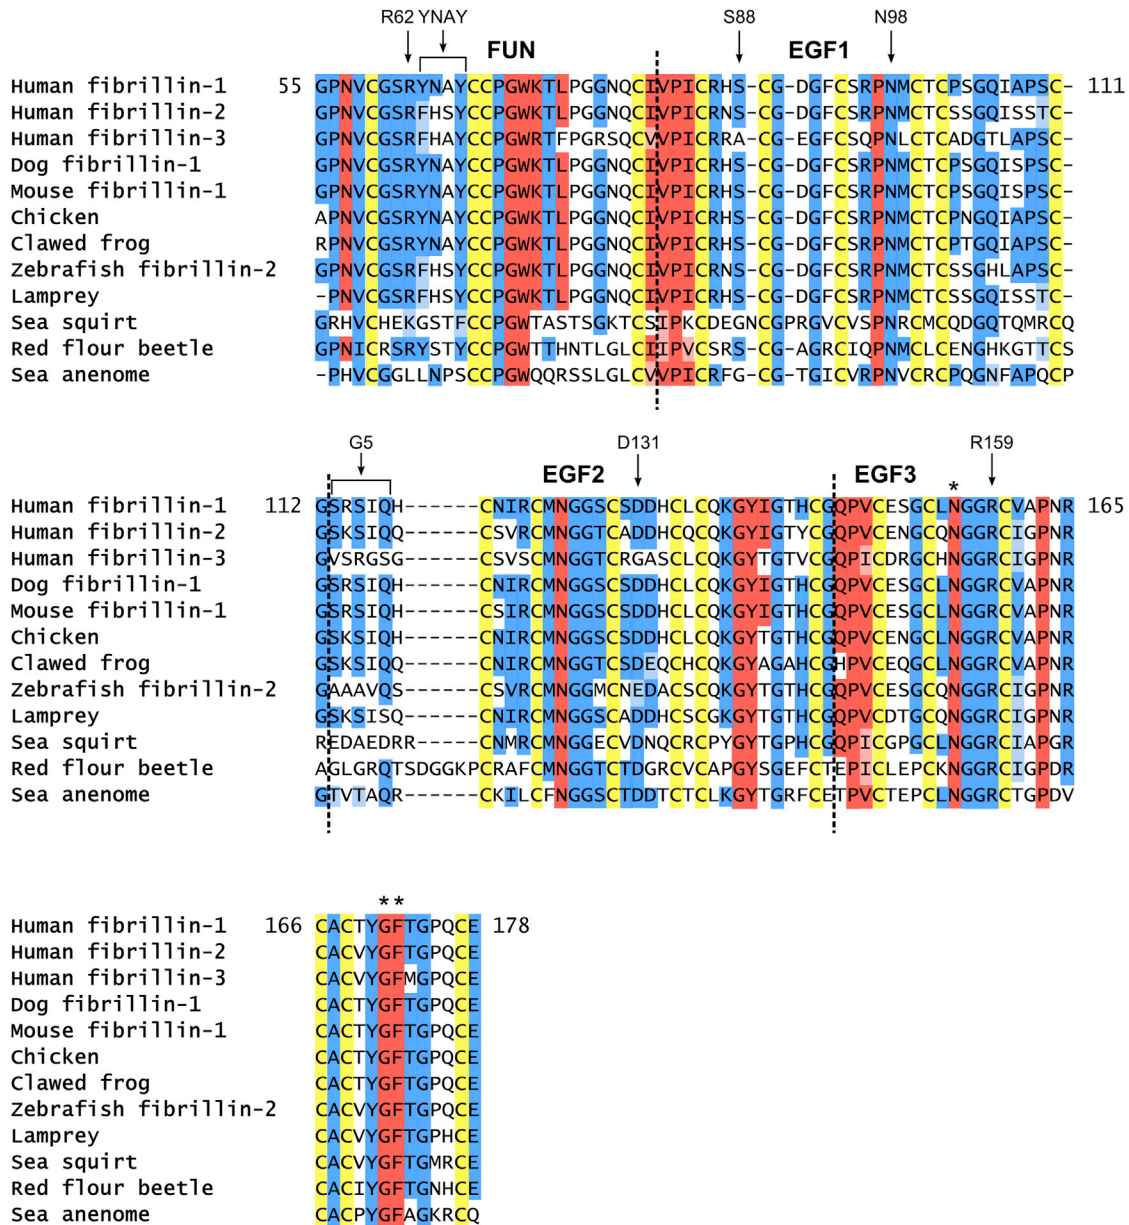 R62 YNAY S88 N98
FUN EGF1
Human fibrillin-1 55 GPNVCGSRYNAYCCPGWKTLPGGNQCIVPICRHS-CG-DGFCSRPNMCTCPSGQIAPSC- 111
Human fibrillin-2 GPNVCGSRFHSYCCPGWKTLPGGNQCIVPICRNS-CG-DGFCSRPNMCTCSSGQISSTC-
Human fibrillin-3 GPNVCGSRFHAYCCPGWRTFPGRSQCVVPICRRA-CG-EGFCSQPNLCTCADGTLAPSC-
Dog fibrillin-1 GPNVCGSRYNAYCCPGWKTLPGGNQCIVPICRHS-CG-DGFCSRPNMCTCPSGQISPSC-
Mouse fibrillin-1 GPNVCGSRYNAYCCPGWKTLPGGNQCIVPICRHS-CG-DGFCSRPNMCTCPSGQISPSC-
Chicken APNVCGSRYNAYCCPGWKTLPGGNQCIVPICRHS-CG-DGFCSRPNMCTCPNGQIAPSC-
Clawed frog RPNVCGSRYNAYCCPGWKTLPGGNQCIVPICRHS-CG-DGFCSRPNMCTCPTGQIAPSC-
Zebrafish fibrillin-2 GPNVCGSRFHSYCCPGWKTLPGGNQCIVPICRNS-CG-DGFCSRPNMCTCSSGHLAPSC-
Lamprey -PNVCGSRFHSYCCPGWKTLPGGNQCIVPICRHS-CG-DGFCSRPNMCTCSSGQISSTC-
Sea squirt GRHVCHEKGSTFCCPGWTASTSGKTCSIPKCDEGNCGPRGVCVSPNRCMCQDGQTQMRCQ
Red flour beetle GPNICRSRYSTYCCPGWTTHNTLGLCIIPVCSRS-CG-AGRCIQPNMCLCENGHKGTTCS
Sea anenome -PHVCGGLLNPSCCPGWQQRSSLGLCVVPICRFG-CG-TGICVRPNVCRCPQGNFAPQCP
G5 D131 R159
EGF2 EGF3
*
Human fibrillin-1 112 GSRSIQH------CNIRCMNGGSCSDDHCLCQKGYIGTHCGQPVCESGCLNGGRCVAPNR 165
Human fibrillin-2 GSKSIQQ------CSVRCMNGGTCADDHCQCQKGYIGTYCGQPVCENGCQNGGRCIGPNR
Human fibrillin-3 GVSRGSG------CSVSCMNGGTCRGASCLCQKGYTGTVCGQPICDRGCHNGGRCIGPNR
Dog fibrillin-1 GSRSIQH------CNIRCMNGGSCSDDHCLCQKGYIGTHCGQPVCESGCLNGGRCVAPNR
Mouse fibrillin-1 GSRSIQH------CSIRCMNGGSCSDDHCLCQKGYIGTHCGQPVCESGCLNGGRCVAPNR
Chicken GSKSIQH------CNIRCMNGGSCSDDHCLCQKGYTGTHCGQPVCENGCLNGGRCVAPNR
Clawed frog GSKSIQQ------CNIRCMNGGTCSDEQCHCQKGYAGAHCGHPVCEQGCLNGGRCVAPNR
Zebrafish fibrillin-2 GAAAVQS------CSVRCMNGGMCNEDACSCQKGYTGTHCGQPVCESGCQNGGRCIGPNR
Lamprey GSKSISQ------CNIRCMNGGSCADDHCSCGKGYTGTHCGQPVCDTGCQNGGRCIGPNR
Sea squirt REDAEDRR-----CNMRCMNGGECVDNQCRCPYGYTGPHCGQPICGPGCLNGGRCIAPGR
Red flour beetle AGLGRQTSDGGKPCRAFCMNGGTCTDGRCVCAPGYSGEFCTEPICLEPCKNGGRCIGPDR
Sea anenome GTVTAQR------CKILCFNGGSCTDDTCTCLKGYTGRFCETPVCTEPCLNGGRCTGPDV
**
Human fibrillin-1 166 CACTYGFTGPQCE 178
Human fibrillin-2 CACVYGFTGPQCE
Human fibrillin-3 CACVYGFMGPQCE
Dog fibrillin-1 CACTYGFTGPQCE
Mouse fibrillin-1 CACTYGFTGPQCE
Chicken CACTYGFTGPQCE
Clawed frog CACTYGFTGPQCE
Zebrafish fibrillin-2 CACVYGFTGPQCE
Lamprey CACVYGFTGPHCE
Sea squirt CACVYGFTGMRCE
Red flour beetle CACIYGFTGNHCE
Sea anenome CACPYGFAGKRCQ